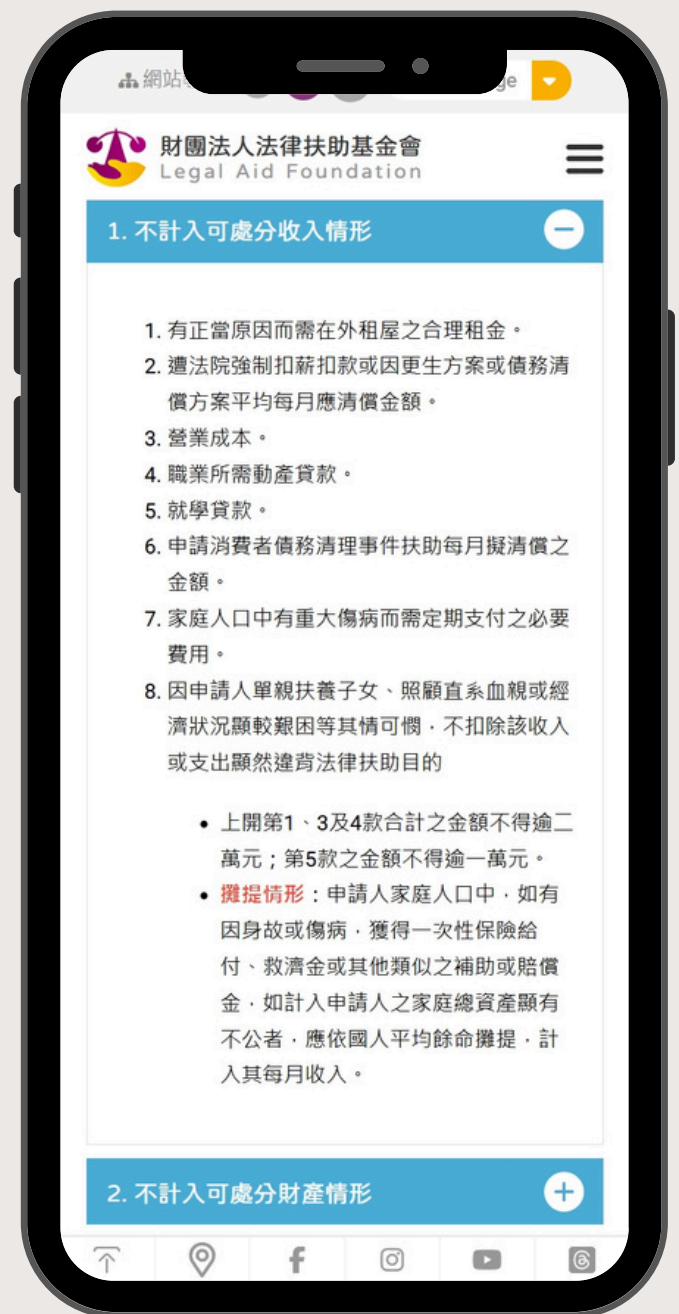 網站
ge
財團法人法律扶助基金會
Legal Aid Foundation
1. 不計入可處分收入情形
1. 有正當原因而需在外租屋之合理租金。
2. 遭法院強制扣薪扣款或因更生方案或債務清
償方案平均每月應清償金額。
3. 營業成本。
4. 職業所需動產貸款。
5. 就學貸款。
6. 申請消費者債務清理事件扶助每月擬清償之
金額。
7. 家庭人口中有重大傷病而需定期支付之必要
費用。
8. 因申請人單親扶養子女、照顧直系血親或經
濟狀況顯較艱困等其情可憫，不扣除該收入
或支出顯然違背法律扶助目的
• 上開第1、3及4款合計之金額不得逾二
萬元；第5款之金額不得逾一萬元。
• 攤提情形：申請人家庭人口中，如有
因身故或傷病，獲得一次性保險給
付、救濟金或其他類似之補助或賠償
金，如計入申請人之家庭總資產顯有
不公者，應依國人平均餘命攤提，計
入其每月收入。
2. 不計入可處分財產情形